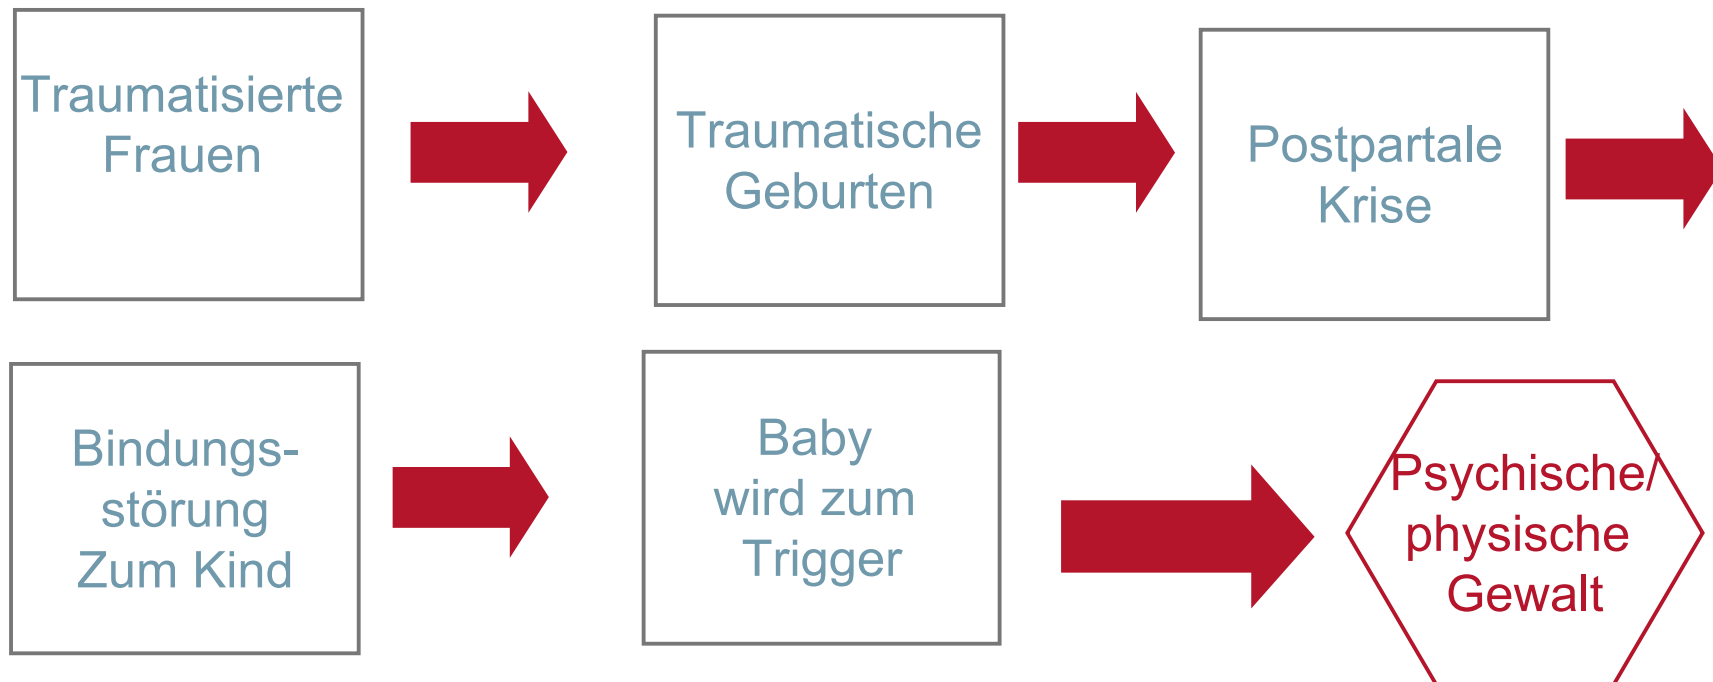 Traumatisierte
Frauen
Traumatische
Geburten
Postpartale
Krise
Bindungs-
störung
Zum Kind
Baby
wird zum
Trigger
Psychische/
physische
Gewalt